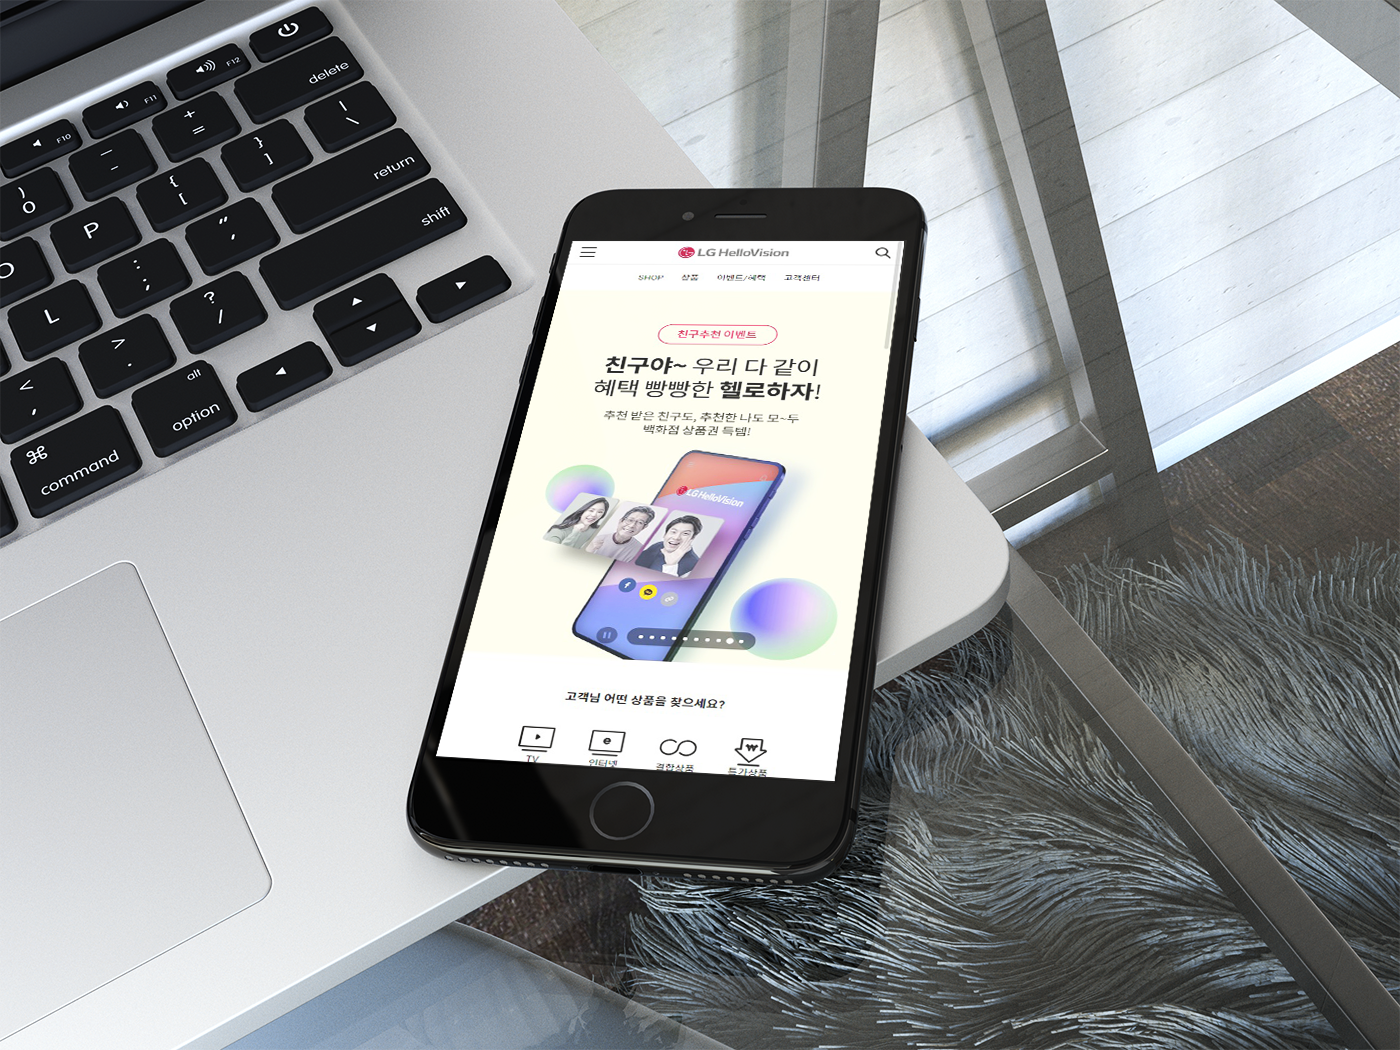 F10
F11
F12
delete
return
shift
alt
option
command
)
0
—
-
+
=
|
\
O
P
{
[
}
]
L
:
;
"
'
<
,
>
.
?
/
⌘
LG HelloVision
SHOP 상품 이벤트/혜택 고객센터
친구추천 이벤트
친구야~ 우리 다 같이
혜택 빵빵한 헬로하자!
추천 받은 친구도, 추천한 나도 모~두
백화점 상품권 득템!
LG HelloVision
고객님 어떤 상품을 찾으세요?
TV 인터넷 결합상품 특가상품